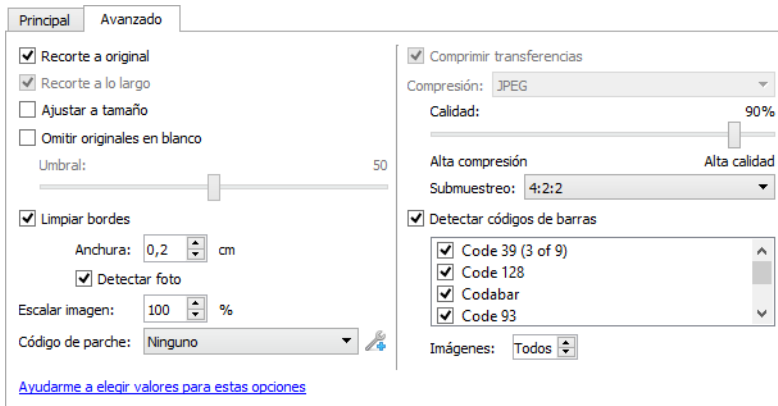 Principal
Avanzado
Recorte a original
Recorte a lo largo
Ajustar a tamaño
Omitir originales en blanco
Umbral: 50
Limpiar bordes
Anchura: 0,2 cm
Detectar foto
Escalar imagen: 100 %
Código de parche: Ninguno
Ayudarme a elegir valores para estas opciones
Comprimir transferencias
Compresión: JPEG
Calidad: 90%
Alta compresión Alta calidad
Submuestreo: 4:2:2
Detectar códigos de barras
Code 39 (3 of 9)
Code 128
Codabar
Code 93
Imágenes: Todos